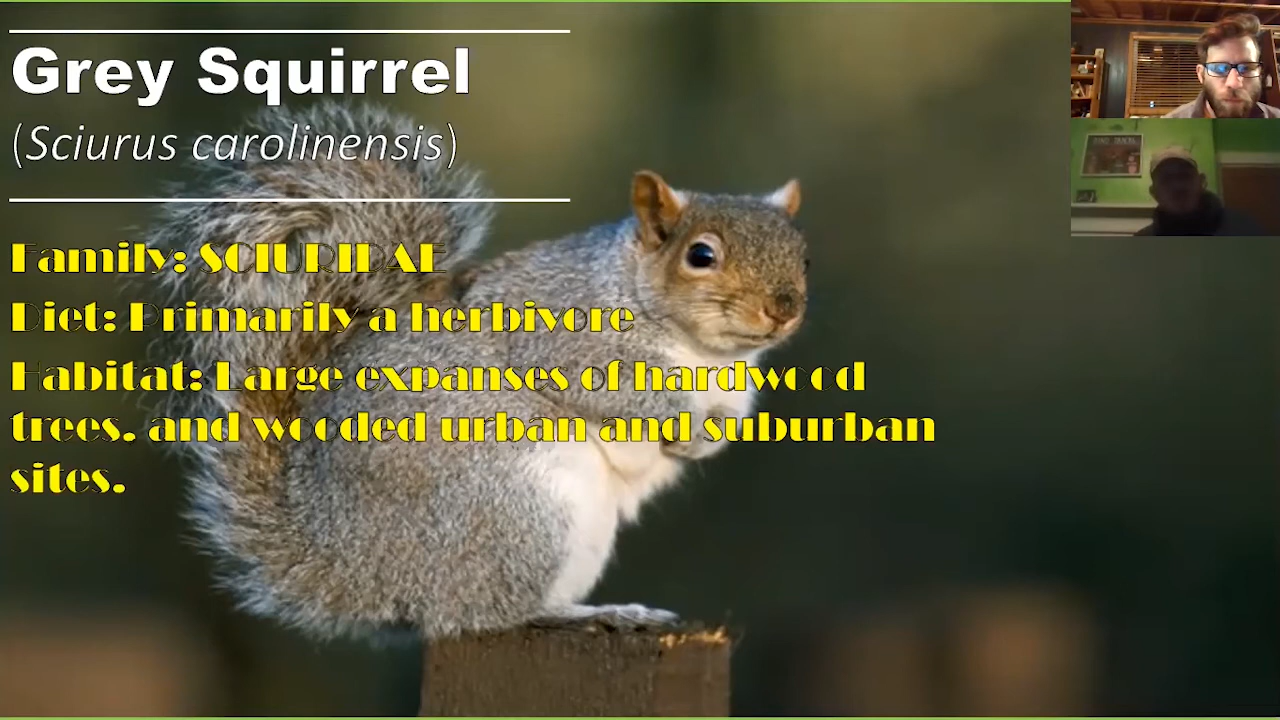 Grey Squirrel
(Sciurus carolinensis)
Family: SCIURIDAE
Diet: Primarily a herbivore
Habitat: Large expanses of hardwood
trees, and wooded urban and suburban
sites.